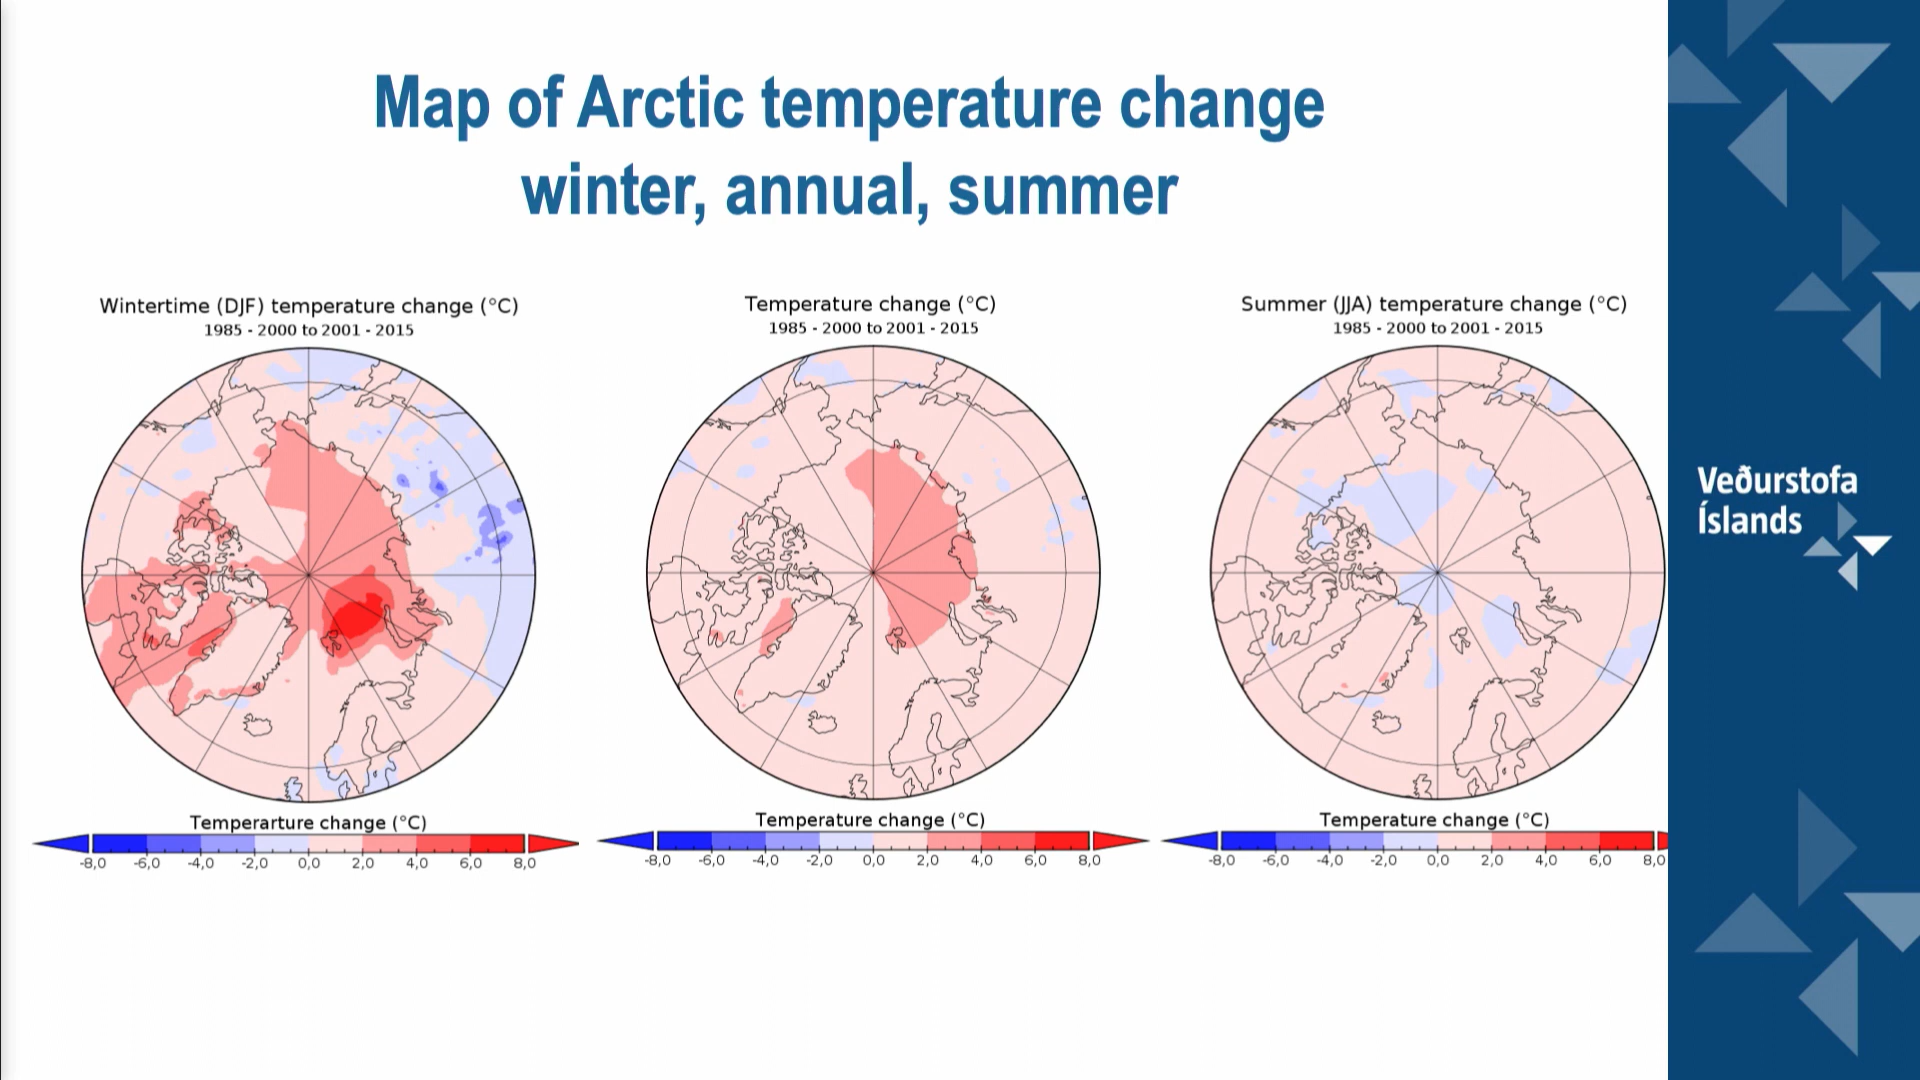 Map of Arctic temperature change
winter, annual, summer
Wintertime (DJF) temperature change (°C)
1985 - 2000 to 2001 - 2015
Temperarture change (°C)
-8,0 -6,0 -4,0 -2,0 0,0 2,0 4,0 6,0 8,0
Temperature change (°C)
1985 - 2000 to 2001 - 2015
Temperature change (°C)
-8,0 -6,0 -4,0 -2,0 0,0 2,0 4,0 6,0 8,0
Summer (JJA) temperature change (°C)
1985 - 2000 to 2001 - 2015
Temperature change (°C)
-8,0 -6,0 -4,0 -2,0 0,0 2,0 4,0 6,0 8,0
Veðurstofa
Íslands